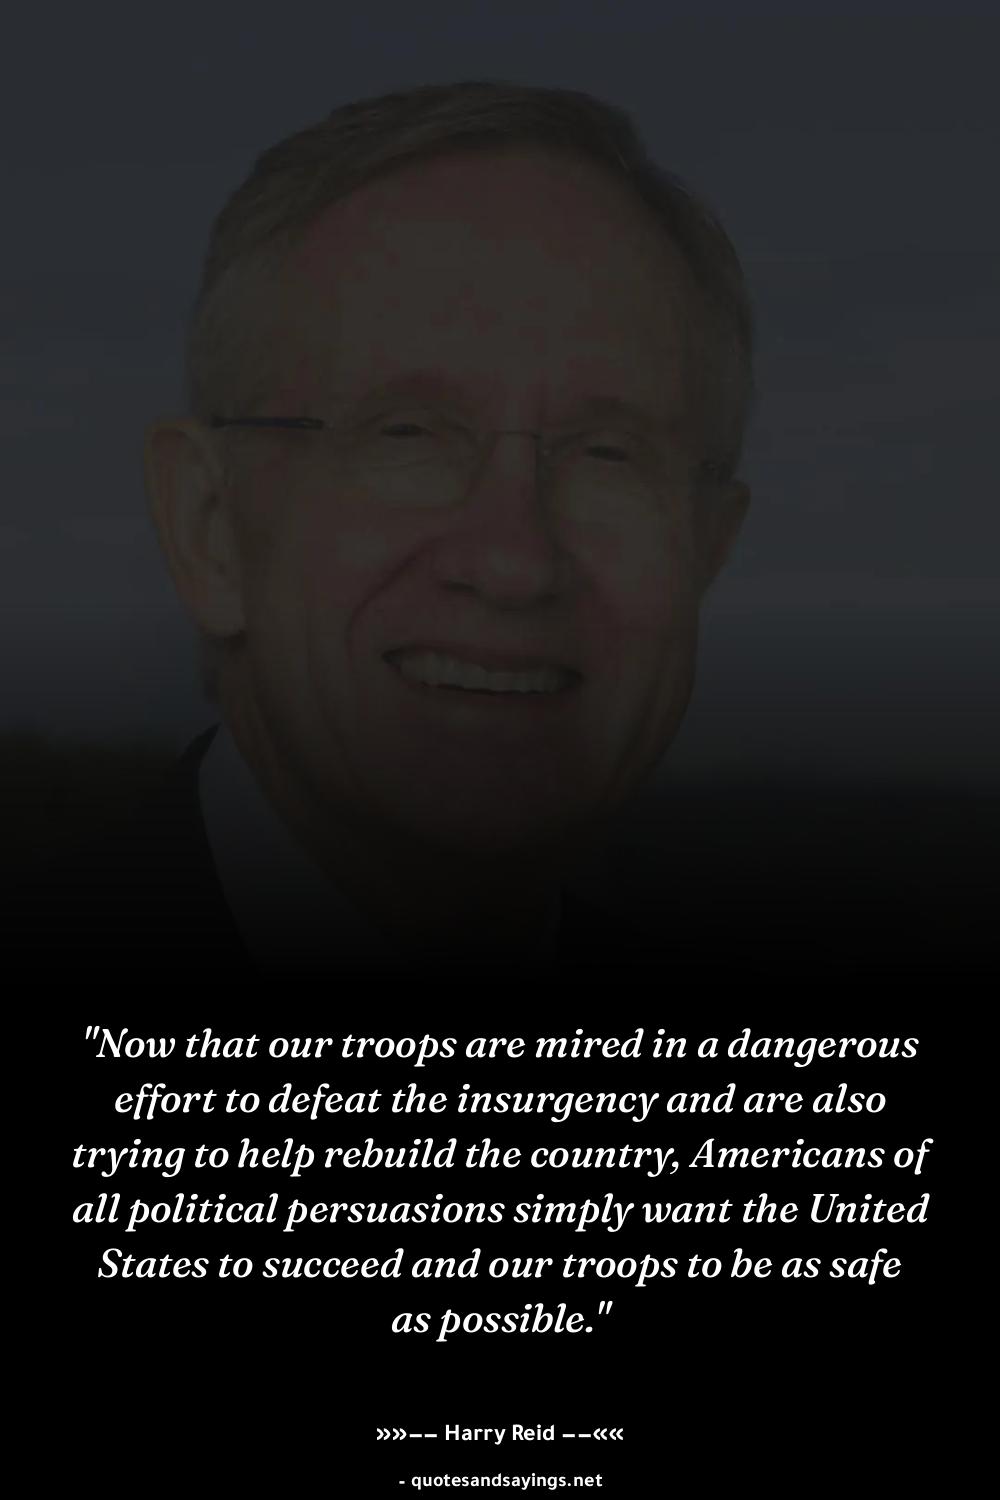 "Now that our troops are mired in a dangerous
effort to defeat the insurgency and are also
trying to help rebuild the country, Americans of
all political persuasions simply want the United
States to succeed and our troops to be as safe
as possible."
»»–– Harry Reid ––««
- quotesandsayings.net